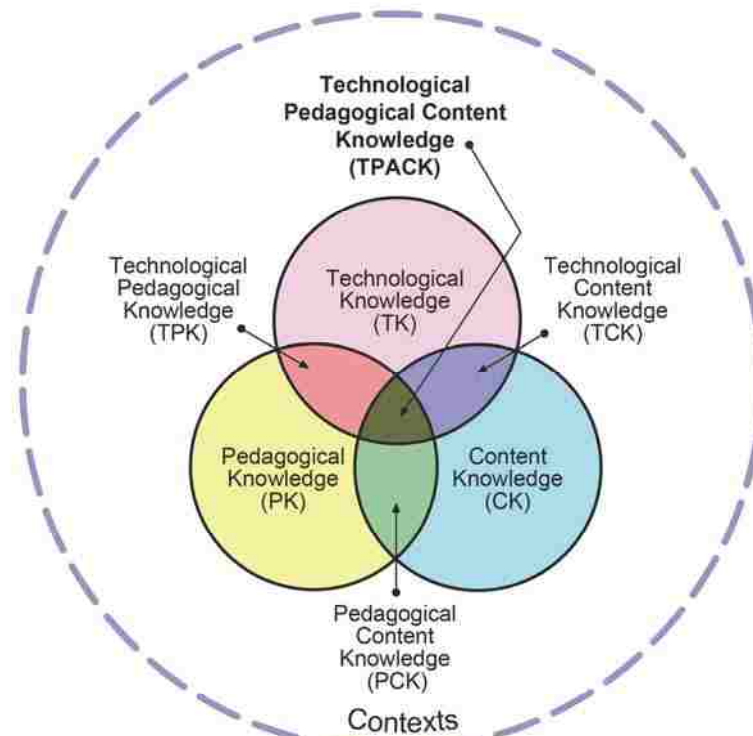 Technological
Pedagogical Content
Knowledge
(TPACK)
Technological
Pedagogical
Knowledge
(TPK)
Technological
Knowledge
(TK)
Technological
Content
Knowledge
(TCK)
Pedagogical
Knowledge
(PK)
Content
Knowledge
(CK)
Pedagogical
Content
Knowledge
(PCK)
Contexts